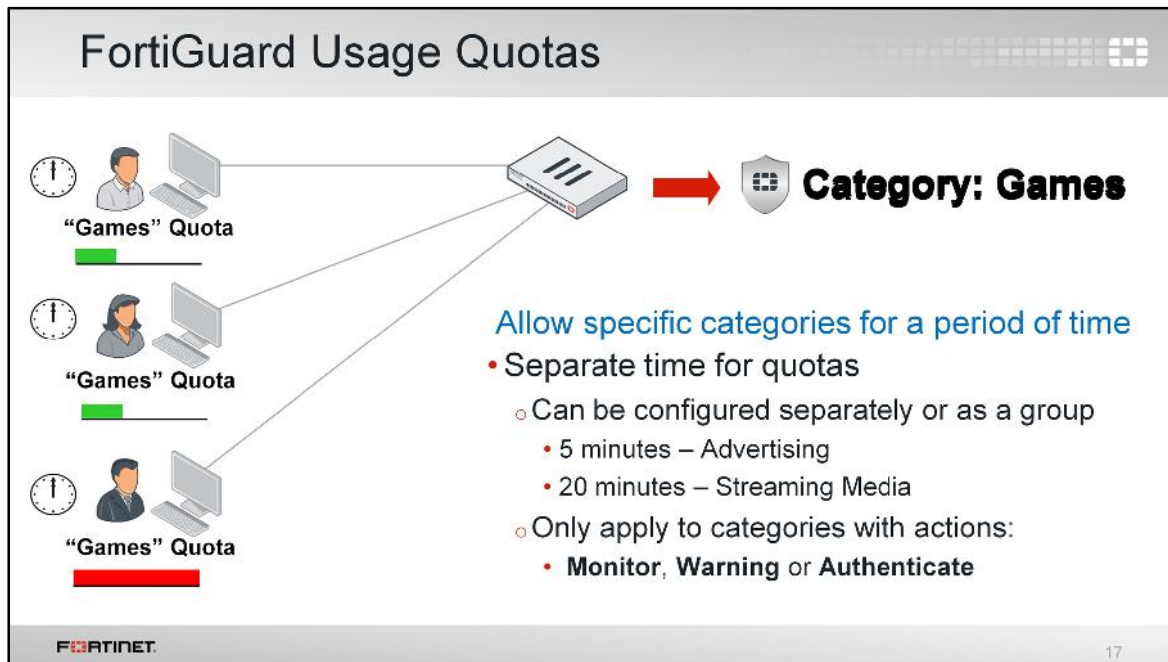 FortiGuard Usage Quotas
“Games” Quota
“Games” Quota
“Games” Quota
Category: Games
Allow specific categories for a period of time
• Separate time for quotas
o Can be configured separately or as a group
• 5 minutes – Advertising
• 20 minutes – Streaming Media
o Only apply to categories with actions:
• Monitor, Warning or Authenticate
FORTINET.
17